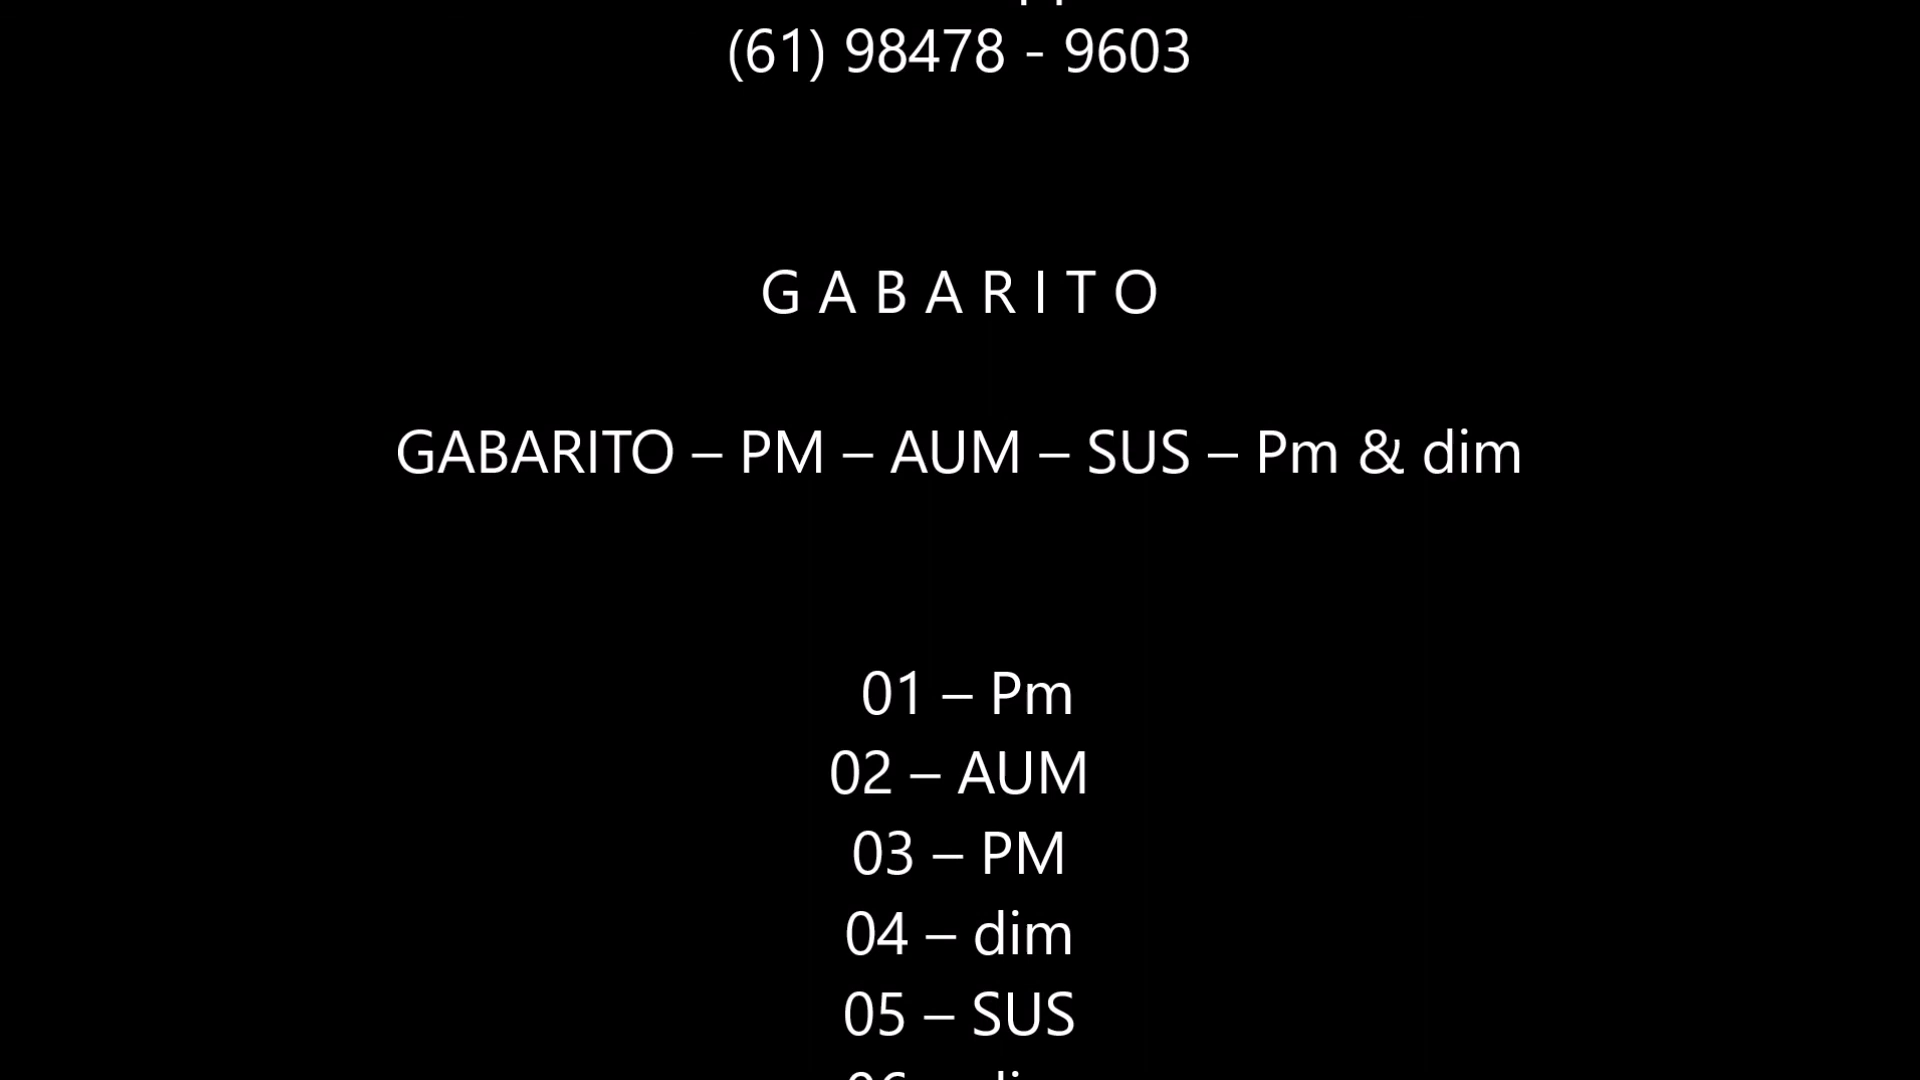 (61) 98478 - 9603
G A B A R I T O
GABARITO – PM – AUM – SUS – Pm & dim
01 – Pm
02 – AUM
03 – PM
04 – dim
05 – SUS